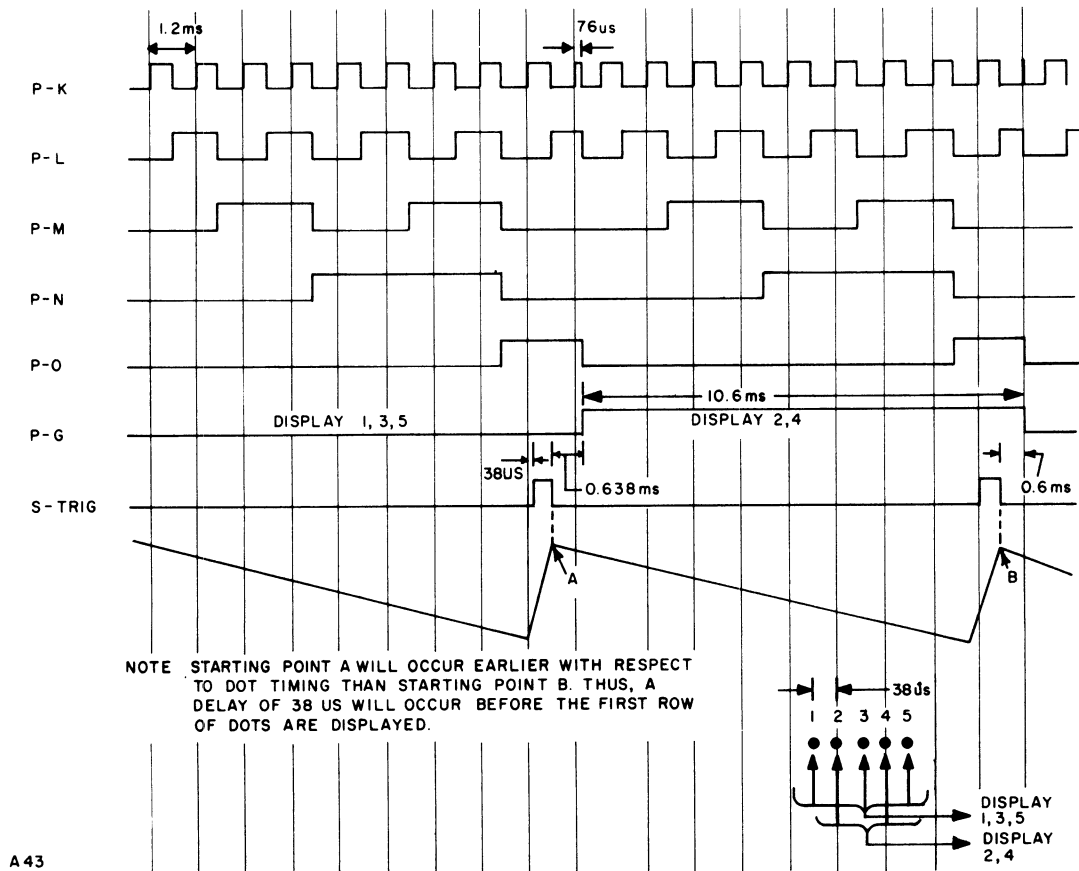 1.2ms
76us
P-K
P-L
P-M
P-N
P-O
10.6ms
DISPLAY 1,3,5
DISPLAY 2,4
P-G
38US
0.638ms
0.6ms
S-TRIG
A
B
NOTE STARTING POINT A WILL OCCUR EARLIER WITH RESPECT
TO DOT TIMING THAN STARTING POINT B. THUS, A
DELAY OF 38 US WILL OCCUR BEFORE THE FIRST ROW
OF DOTS ARE DISPLAYED.
38us
1 2 3 4 5
DISPLAY
1,3,5
DISPLAY
2,4
A43